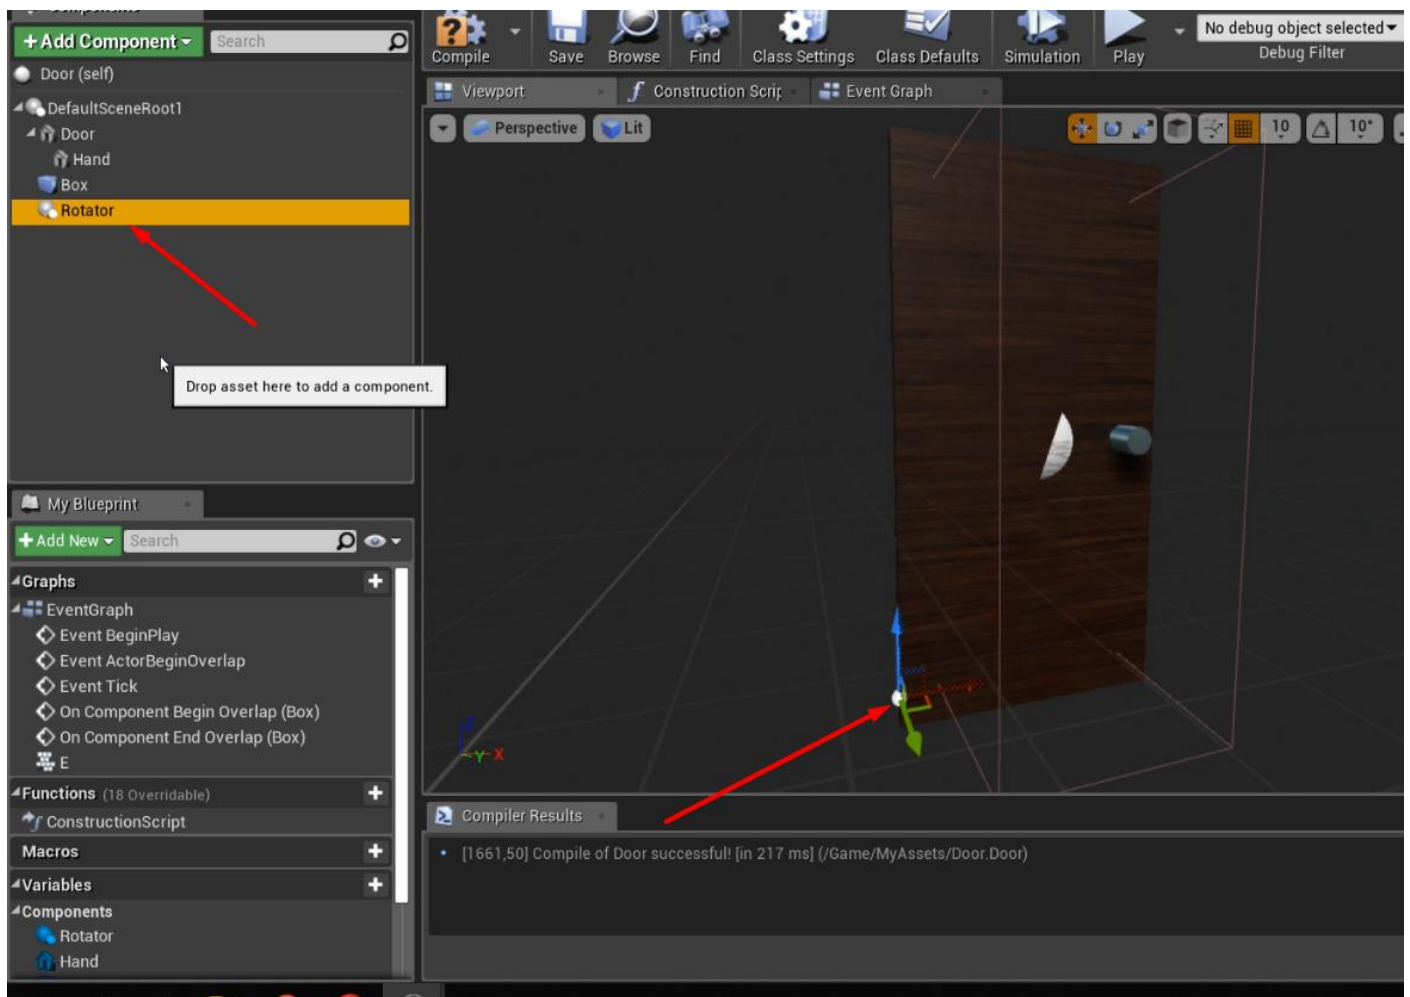 +Add Component
Search
Door (self)
DefaultSceneRoot1
Door
Hand
Box
Rotator
Drop asset here to add a component.
My Blueprint
+Add New
Search
Graphs
EventGraph
Event BeginPlay
Event ActorBeginOverlap
Event Tick
On Component Begin Overlap (Box)
On Component End Overlap (Box)
E
Functions (18 Overridable)
ConstructionScript
Macros
Variables
Components
Rotator
Hand
Compile
Save
Browse
Find
Class Settings
Class Defaults
Simulation
Play
No debug object selected
Debug Filter
Viewport
Construction Scrip
Event Graph
Perspective
Lit
10
10°
Z
Y
X
Compiler Results
[1661,50] Compile of Door successful! [in 217 ms] (/Game/MyAssets/Door.Door)